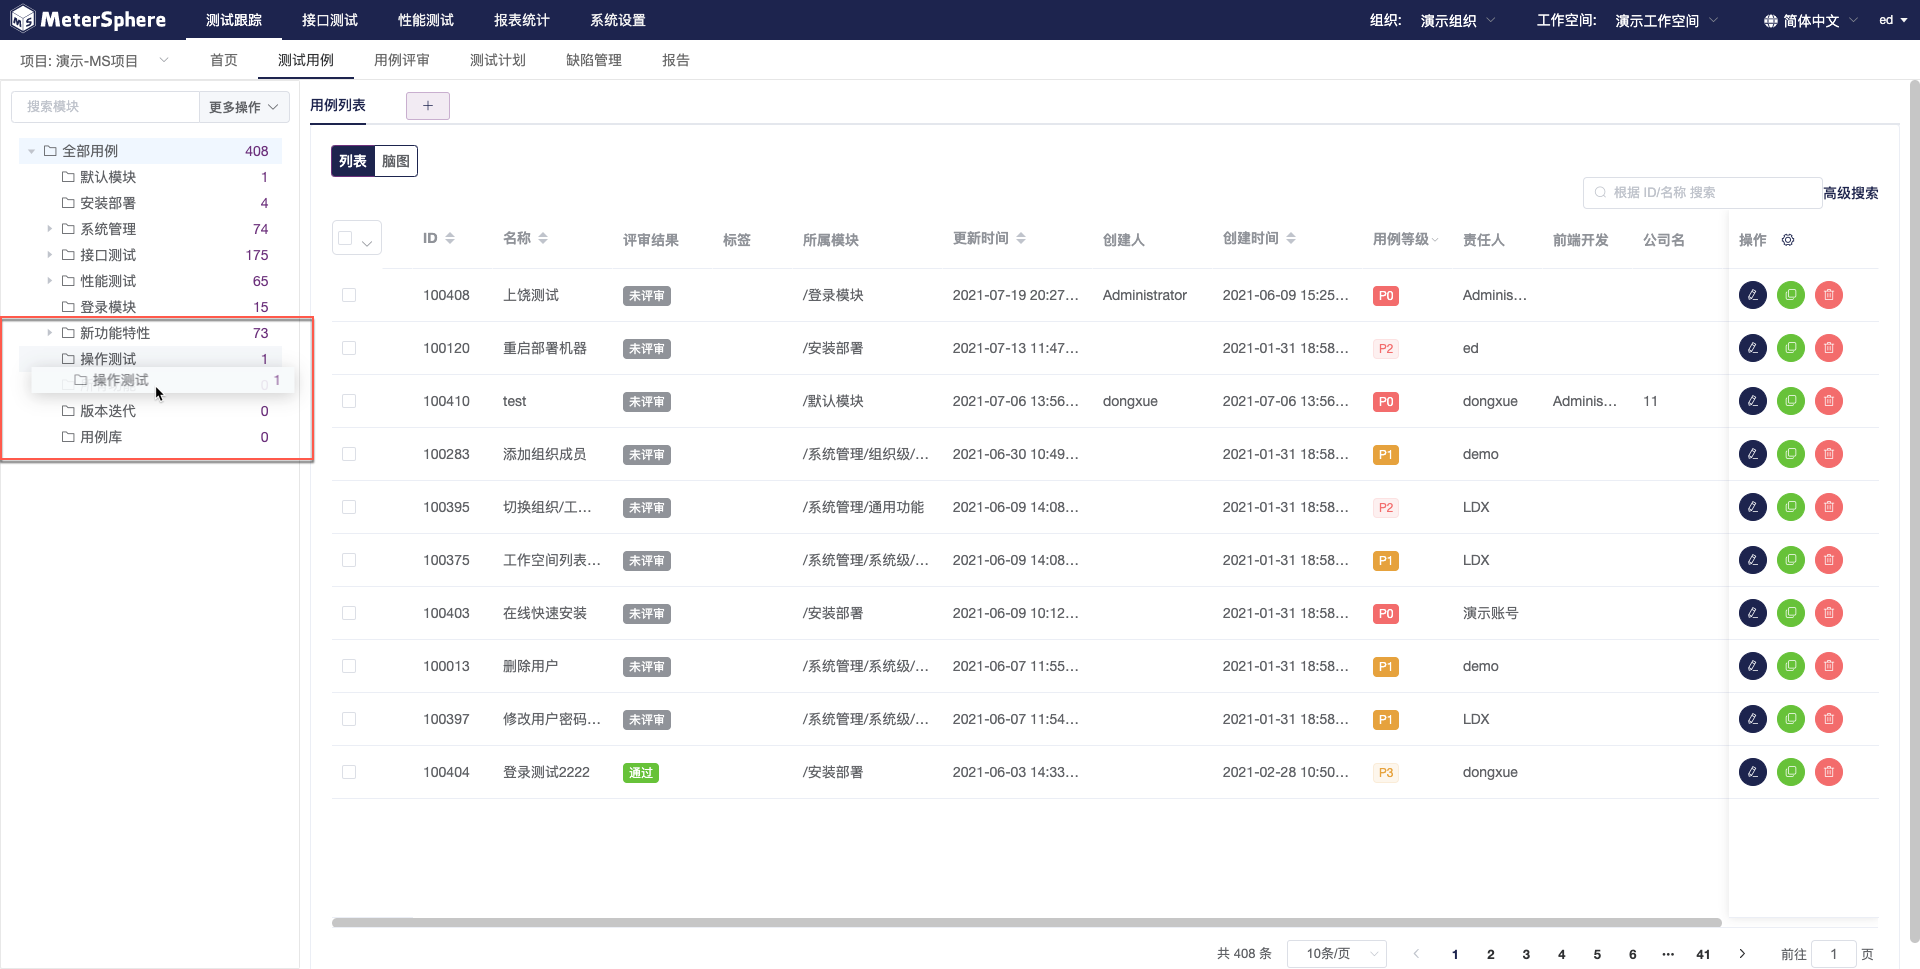 MeterSphere 测试跟踪 接口测试 性能测试 报表统计 系统设置 组织: 演示组织 工作空间: 演示工作空间 简体中文 ed
项目: 演示-MS项目 首页 测试用例 用例评审 测试计划 缺陷管理 报告
搜索模块 更多操作
全部用例 408
默认模块 1
安装部署 4
系统管理 74
接口测试 175
性能测试 65
登录模块 15
新功能特性 73
操作测试 1
操作测试 1
0
版本迭代 0
用例库 0
用例列表 +
列表 脑图
根据 ID/名称 搜索 高级搜索
ID 名称 评审结果 标签 所属模块 更新时间 创建人 创建时间 用例等级 责任人 前端开发 公司名 操作
100408 上饶测试 未评审 /登录模块 2021-07-19 20:27... Administrator 2021-06-09 15:25... P0 Adminis...
100120 重启部署机器 未评审 /安装部署 2021-07-13 11:47... 2021-01-31 18:58... P2 ed
100410 test 未评审 /默认模块 2021-07-06 13:56... dongxue 2021-07-06 13:56... P0 dongxue Adminis... 11
100283 添加组织成员 未评审 /系统管理/组织级/... 2021-06-30 10:49... 2021-01-31 18:58... P1 demo
100395 切换组织/工... 未评审 /系统管理/通用功能 2021-06-09 14:08... 2021-01-31 18:58... P2 LDX
100375 工作空间列表... 未评审 /系统管理/系统级/... 2021-06-09 14:08... 2021-01-31 18:58... P1 LDX
100403 在线快速安装 未评审 /安装部署 2021-06-09 10:12... 2021-01-31 18:58... P0 演示账号
100013 删除用户 未评审 /系统管理/系统级/... 2021-06-07 11:55... 2021-01-31 18:58... P1 demo
100397 修改用户密码... 未评审 /系统管理/系统级/... 2021-06-07 11:54... 2021-01-31 18:58... P1 LDX
100404 登录测试2222 通过 /安装部署 2021-06-03 14:33... 2021-02-28 10:50... P3 dongxue
共 408 条 10条/页 1 2 3 4 5 6 ... 41 前往 1 页